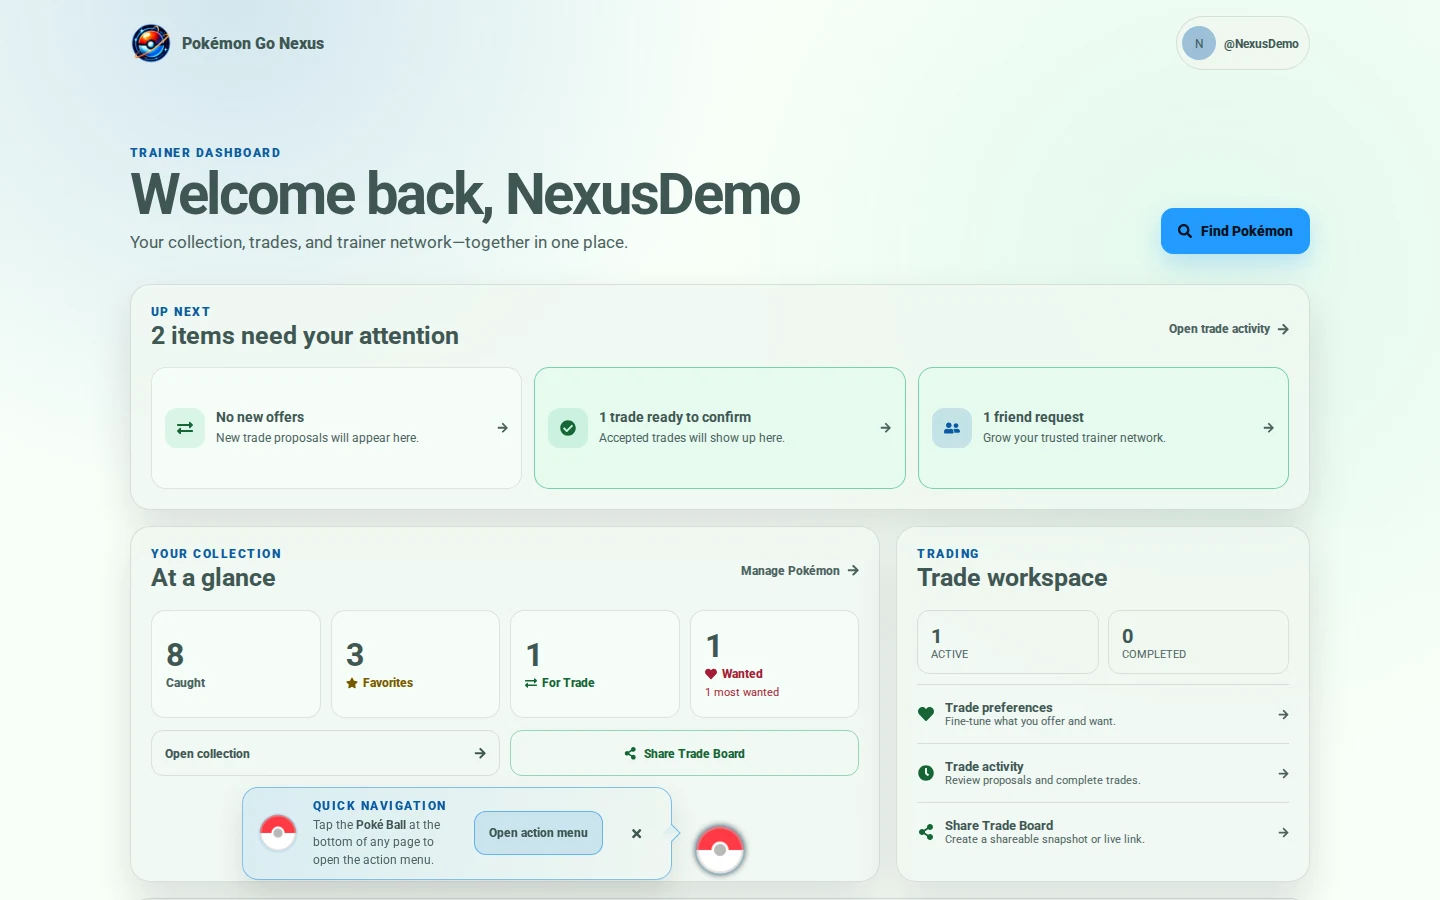 Pokémon Go Nexus
N
@NexusDemo
TRAINER DASHBOARD
Welcome back, NexusDemo
Your collection, trades, and trainer network—together in one place.
Find Pokémon
UP NEXT
2 items need your attention
Open trade activity
No new offers
New trade proposals will appear here.
1 trade ready to confirm
Accepted trades will show up here.
1 friend request
Grow your trusted trainer network.
YOUR COLLECTION
At a glance
Manage Pokémon
8
Caught
3
Favorites
1
For Trade
1
Wanted
1 most wanted
Open collection
Share Trade Board
QUICK NAVIGATION
Tap the Poké Ball at the
bottom of any page to
open the action menu.
Open action menu
TRADING
Trade workspace
1
ACTIVE
0
COMPLETED
Trade preferences
Fine-tune what you offer and want.
Trade activity
Review proposals and complete trades.
Share Trade Board
Create a shareable snapshot or live link.